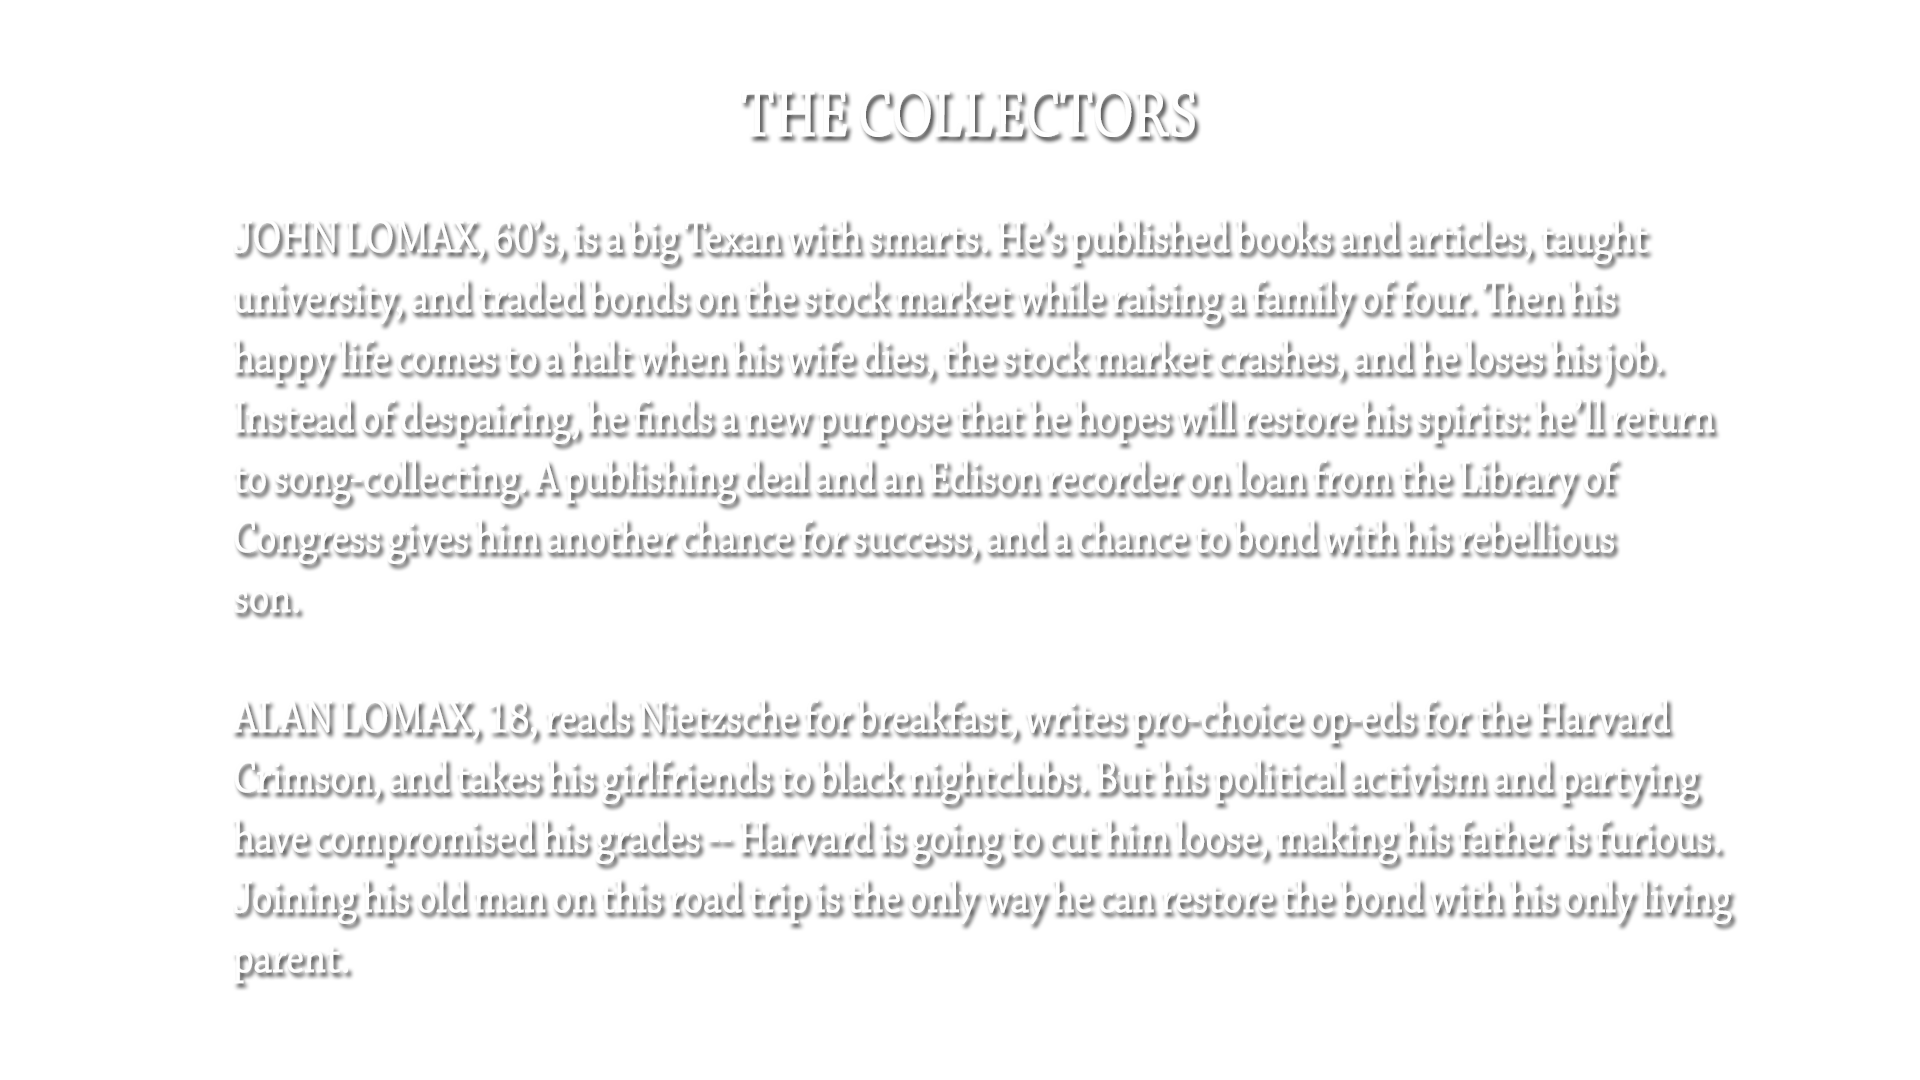 THE COLLECTORS
JOHN LOMAX, 60’s, is a big Texan with smarts. He’s published books and articles, taught
university, and traded bonds on the stock market while raising a family of four. Then his
happy life comes to a halt when his wife dies, the stock market crashes, and he loses his job.
Instead of despairing, he finds a new purpose that he hopes will restore his spirits: he’ll return
to song-collecting. A publishing deal and an Edison recorder on loan from the Library of
Congress gives him another chance for success, and a chance to bond with his rebellious
son.
ALAN LOMAX, 18, reads Nietzsche for breakfast, writes pro-choice op-eds for the Harvard
Crimson, and takes his girlfriends to black nightclubs. But his political activism and partying
have compromised his grades -- Harvard is going to cut him loose, making his father is furious.
Joining his old man on this road trip is the only way he can restore the bond with his only living
parent.